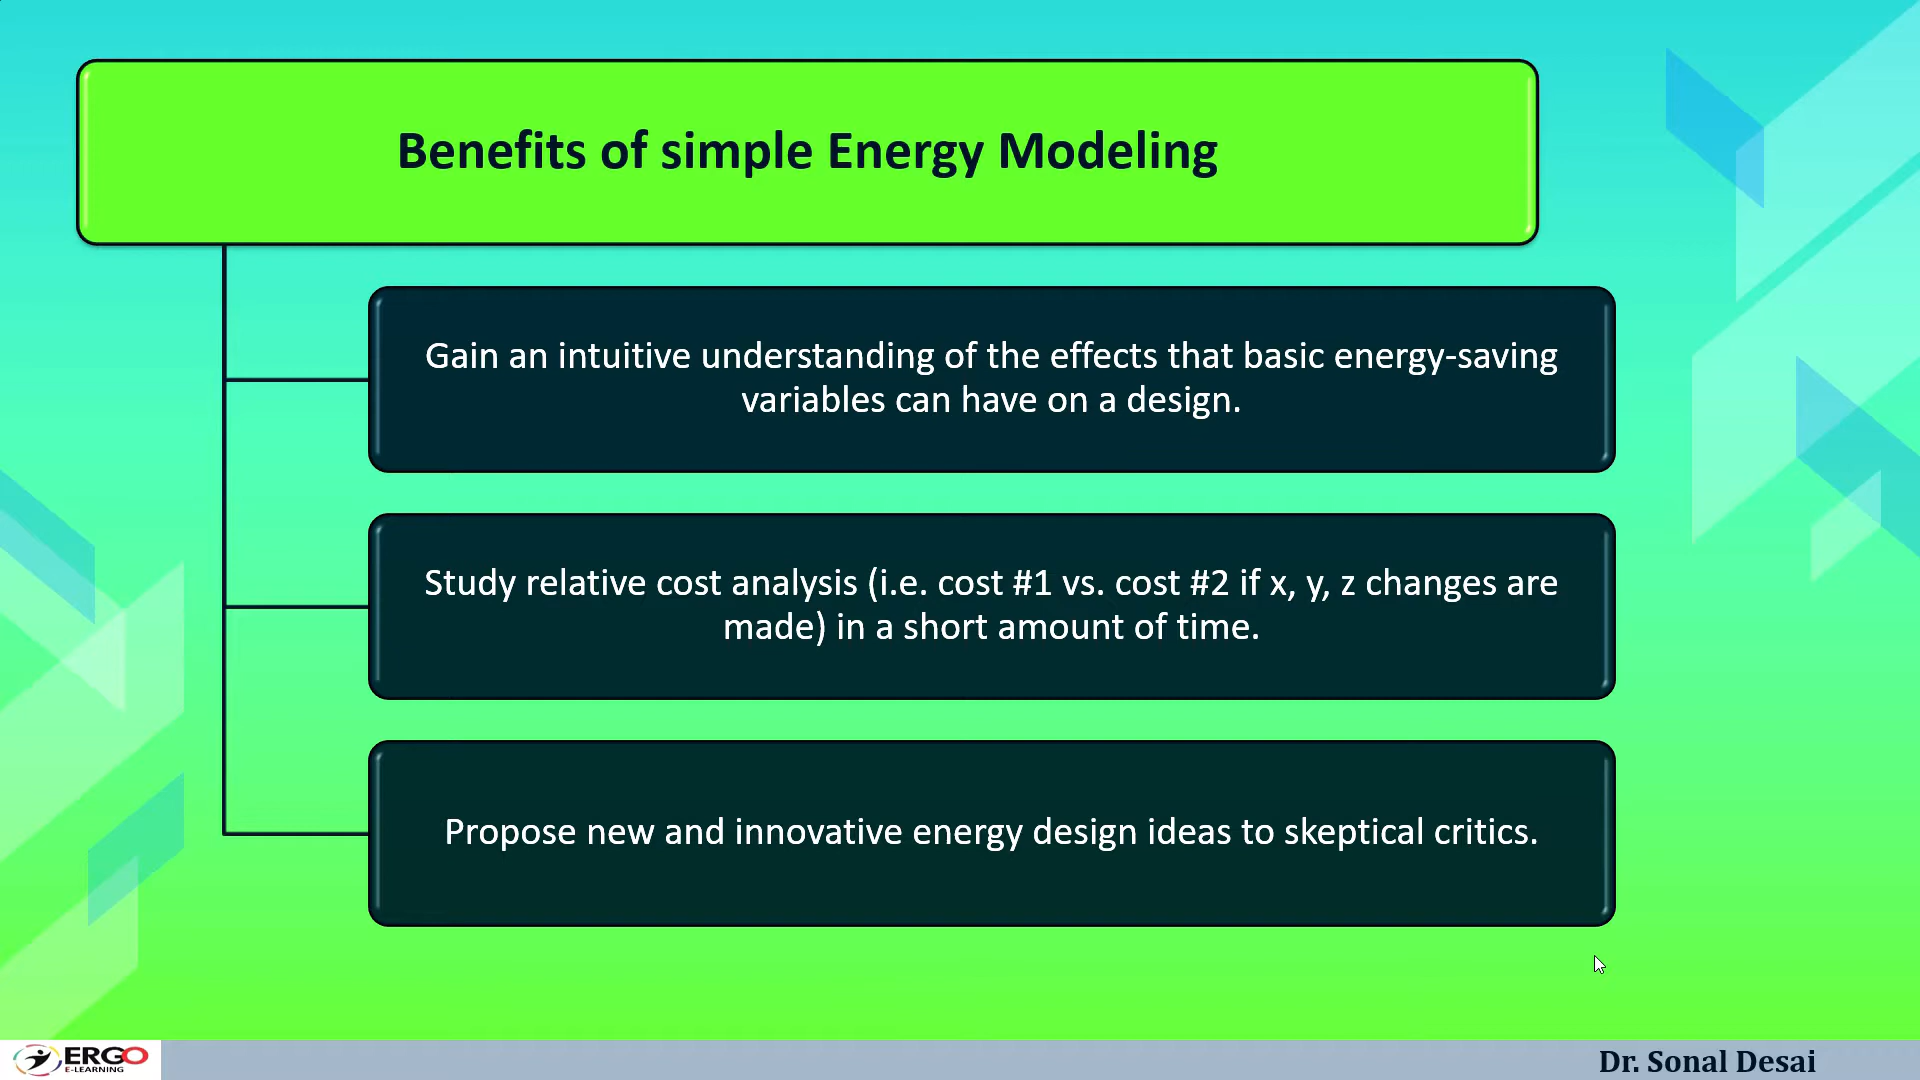 Benefits of simple Energy Modeling
Gain an intuitive understanding of the effects that basic energy-saving
variables can have on a design.
Study relative cost analysis (i.e. cost #1 vs. cost #2 if x, y, z changes are
made) in a short amount of time.
Propose new and innovative energy design ideas to skeptical critics.
ERGO
E-LEARNING
Dr. Sonal Desai